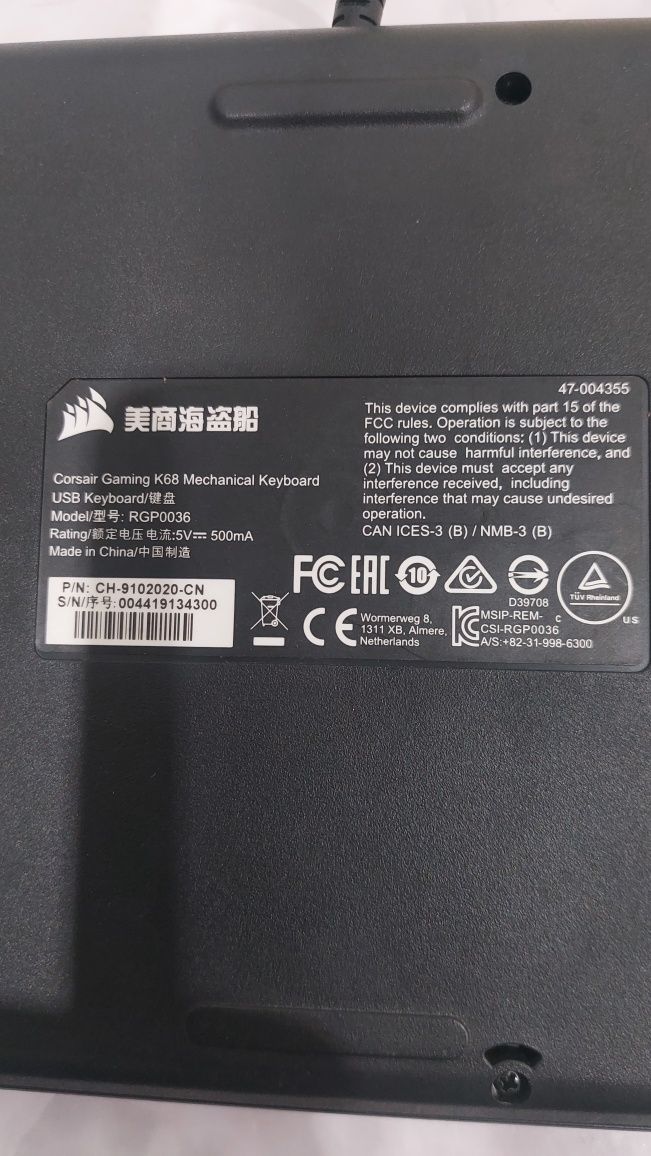 47-004355
美商海盗船
Corsair Gaming K68 Mechanical Keyboard
USB Keyboard/键盘
Model/型号: RGP0036
Rating/额定电压电流:5V⎓ 500mA
Made in China/中国制造
P/N: CH-9102020-CN
S/N/序号:004419134300
This device complies with part 15 of the
FCC rules. Operation is subject to the
following two conditions: (1) This device
may not cause harmful interference, and
(2) This device must accept any
interference received, including
interference that may cause undesired
operation.
CAN ICES-3 (B) / NMB-3 (B)
FC EAC 10
D39708
TÜV Rheinland
c US
CE
Wormerweg 8,
1311 XB, Almere,
Netherlands
MSIP-REM-
CSI-RGP0036
A/S:+82-31-998-6300